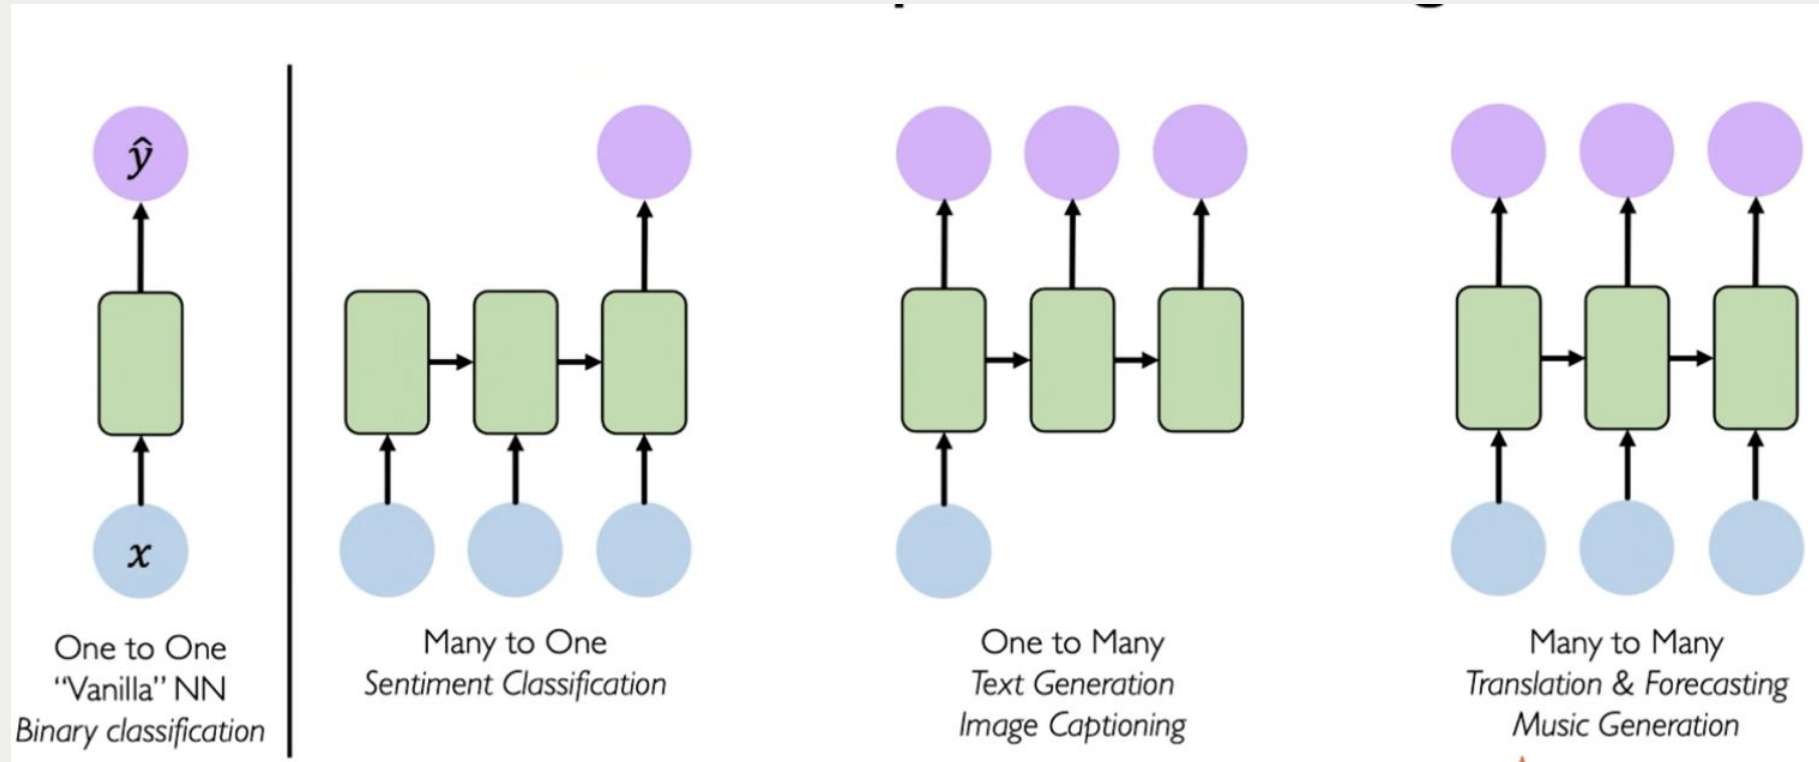 ŷ
x
One to One
“Vanilla” NN
Binary classification
Many to One
Sentiment Classification
One to Many
Text Generation
Image Captioning
Many to Many
Translation & Forecasting
Music Generation